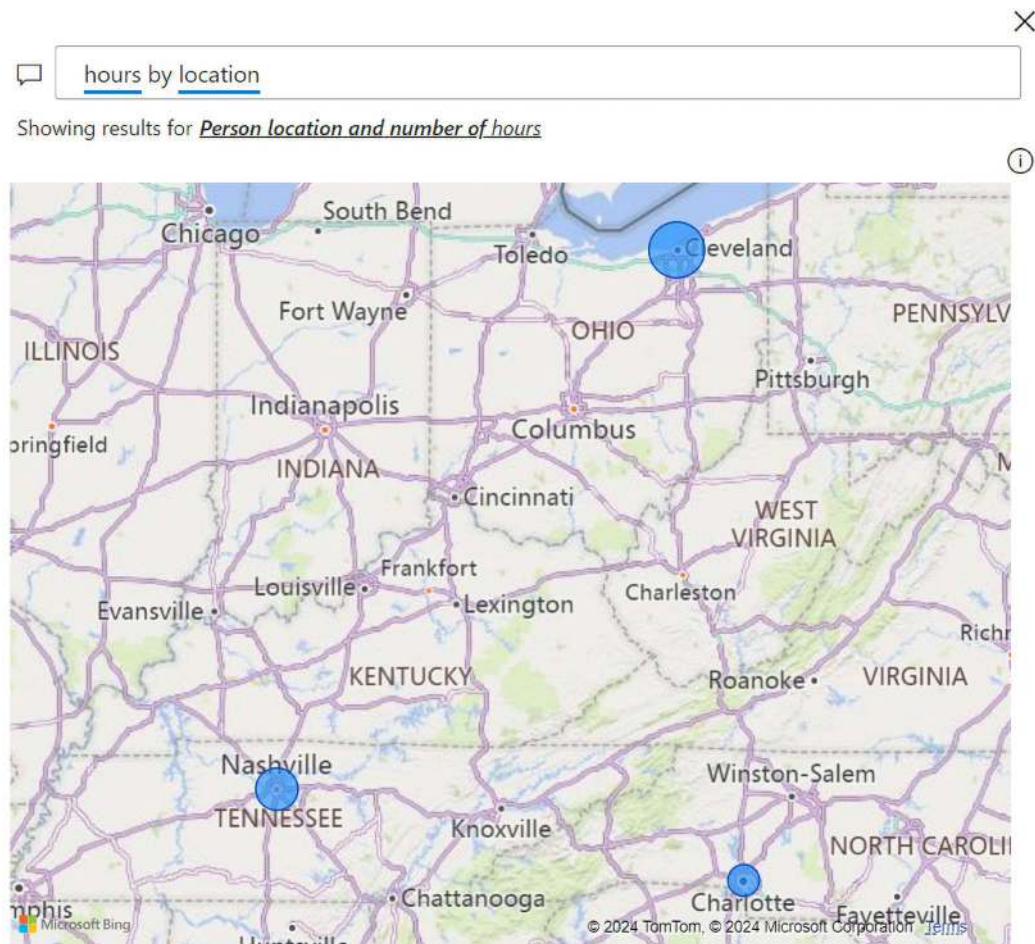 hours by location
Showing results for Person location and number of hours
South Bend
Chicago
Toledo
Cleveland
Fort Wayne
OHIO
PENNSYLV
ILLINOIS
Pittsburgh
Indianapolis
Columbus
pringfield
INDIANA
Cincinnati
WEST
VIRGINIA
Frankfort
Louisville
Charleston
Evansville
Lexington
Richr
KENTUCKY
Roanoke
VIRGINIA
Nashville
Winston-Salem
TENNESSEE
Knoxville
NORTH CAROLI
Chattanooga
Charlotte
mphis
Fayetteville
Microsoft Bing
© 2024 TomTom, © 2024 Microsoft Corporation Terms